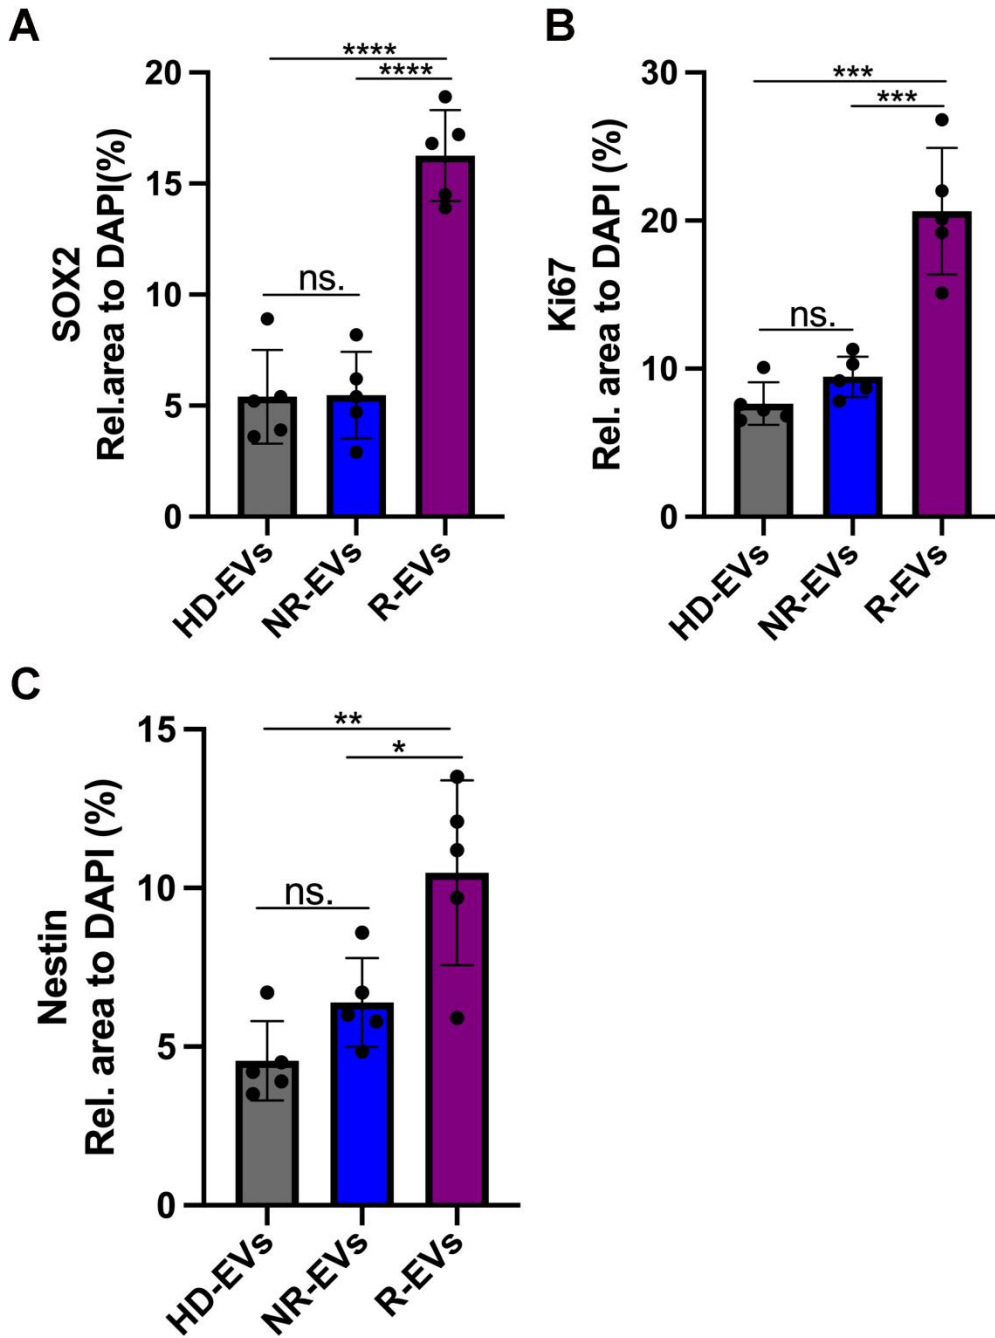 A
SOX2
Rel.area to DAPI(%)
20
15
10
5
0
****
****
ns.
HD-EVs
NR-EVs
R-EVs
B
Ki67
Rel. area to DAPI (%)
30
20
10
0
***
***
ns.
HD-EVs
NR-EVs
R-EVs
C
Nestin
Rel. area to DAPI (%)
15
10
5
0
**
*
ns.
HD-EVs
NR-EVs
R-EVs